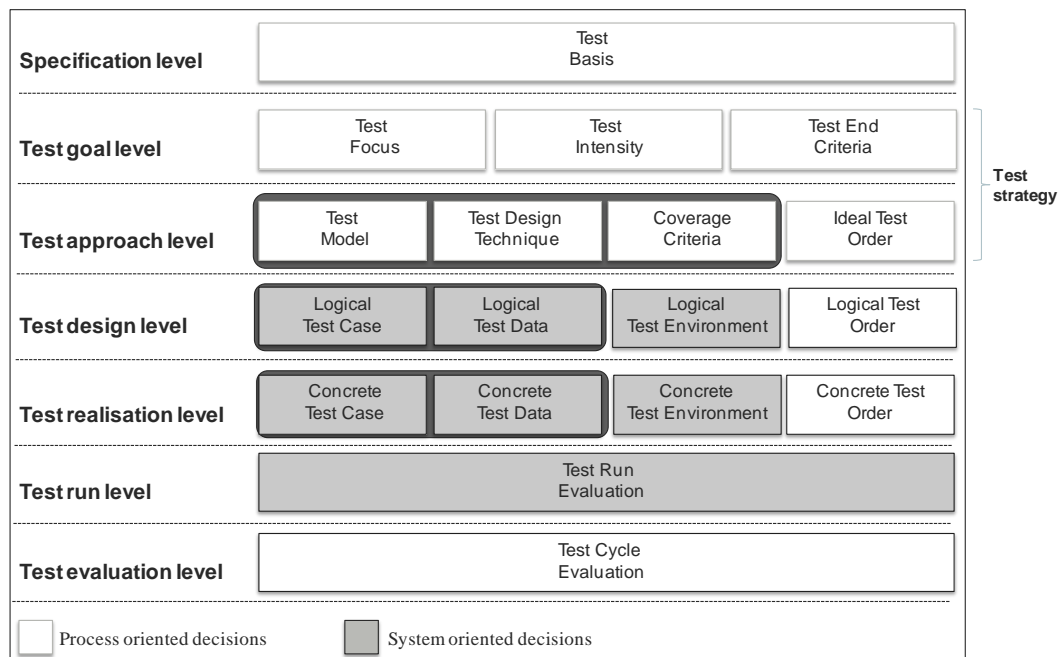 Specification level
Test
Basis
Test goal level
Test
Focus
Test
Intensity
Test End
Criteria
Test
strategy
Test approach level
Test
Model
Test Design
Technique
Coverage
Criteria
Ideal Test
Order
Test design level
Logical
Test Case
Logical
Test Data
Logical
Test Environment
Logical Test
Order
Test realisation level
Concrete
Test Case
Concrete
Test Data
Concrete
Test Environment
Concrete Test
Order
Test run level
Test Run
Evaluation
Test evaluation level
Test Cycle
Evaluation
Process oriented decisions
System oriented decisions